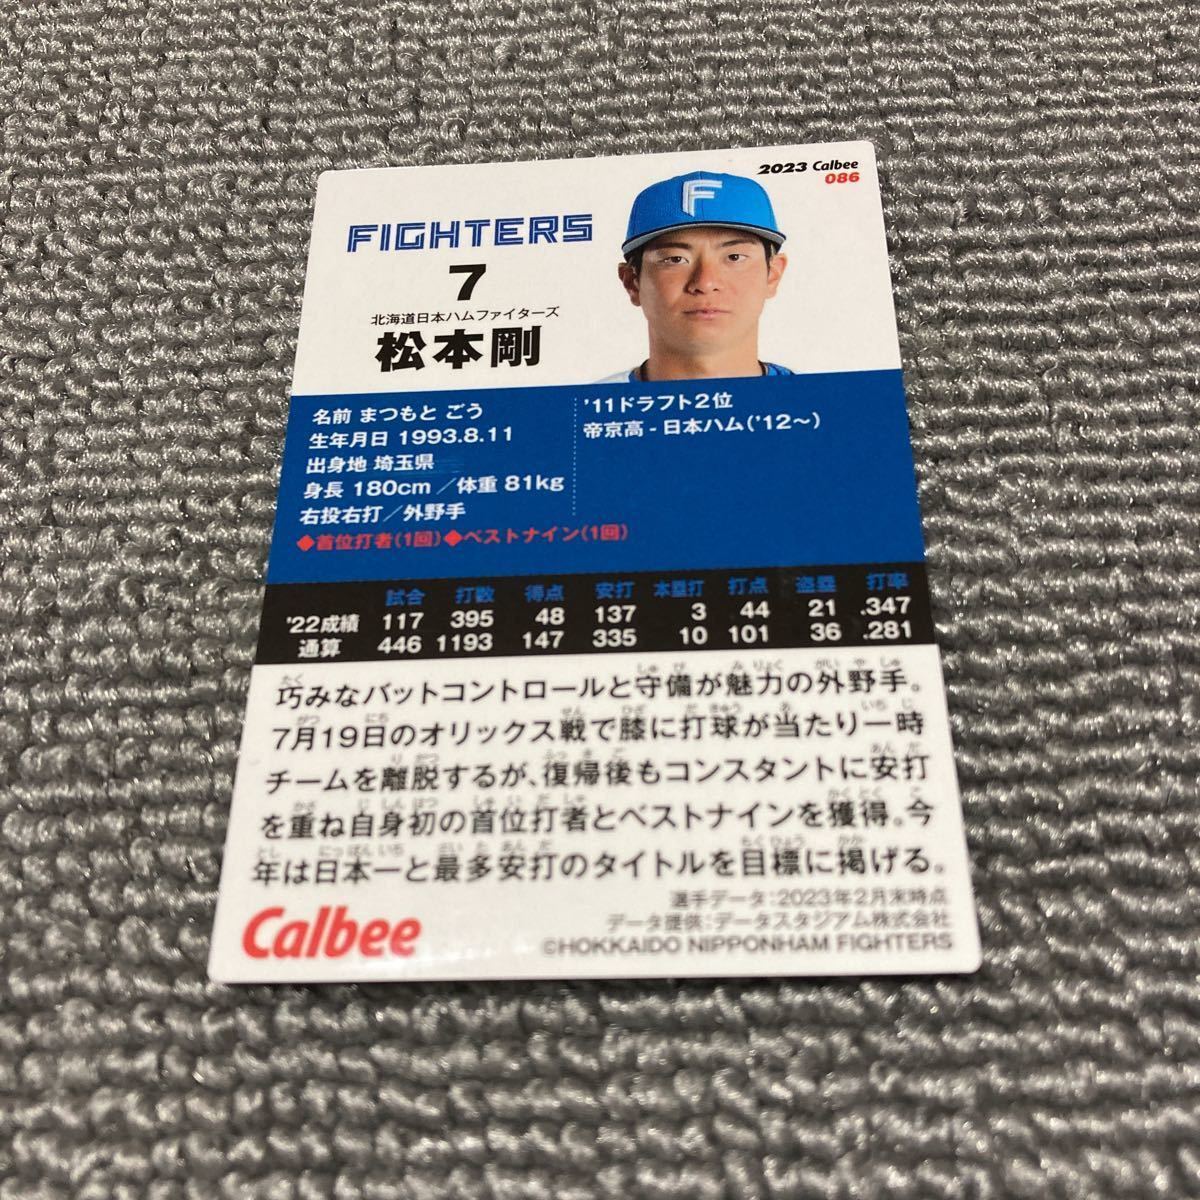 2023 Calbee
086
F
FIGHTERS
7
北海道日本ハムファイターズ
松本剛
名前 まつもと ごう
生年月日 1993.8.11
出身地 埼玉県
身長 180cm／体重 81kg
右投右打／外野手
◆首位打者(1回)◆ベストナイン(1回)
'11ドラフト2位
帝京高 - 日本ハム('12〜)
試合 打数 得点 安打 本塁打 打点 盗塁 打率
'22成績 117 395 48 137 3 44 21 .347
通算 446 1193 147 335 10 101 36 .281
巧みなバットコントロールと守備が魅力の外野手。
7月19日のオリックス戦で膝に打球が当たり一時
チームを離脱するが、復帰後もコンスタントに安打
を重ね自身初の首位打者とベストナインを獲得。今
年は日本一と最多安打のタイトルを目標に掲げる。
選手データ：2023年2月末時点
データ提供：データスタジアム株式会社
©HOKKAIDO NIPPONHAM FIGHTERS
Calbee